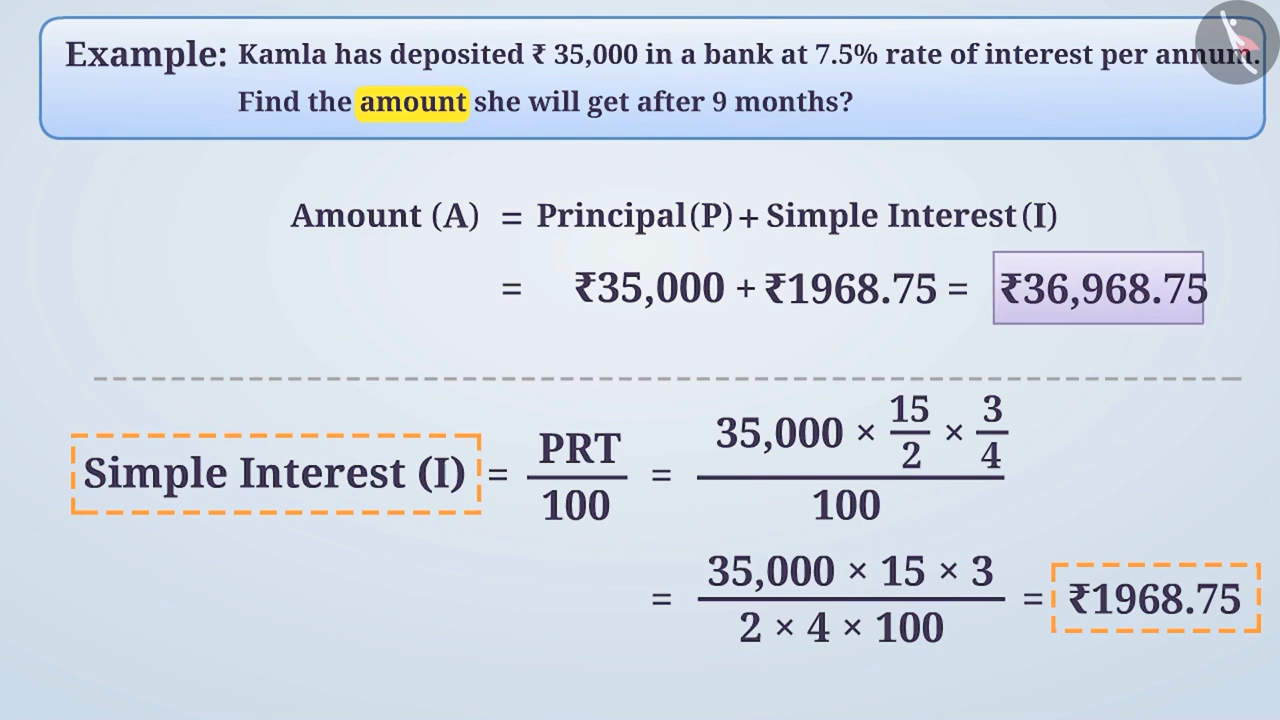 Example: Kamla has deposited ₹ 35,000 in a bank at 7.5% rate of interest per annum.
Find the amount she will get after 9 months?
Amount (A) = Principal (P) + Simple Interest (I)
= ₹35,000 + ₹1968.75 = ₹36,968.75
Simple Interest (I) = PRT/100 = 35,000 × 15/2 × 3/4 / 100
= 35,000 × 15 × 3 / 2 × 4 × 100 = ₹1968.75